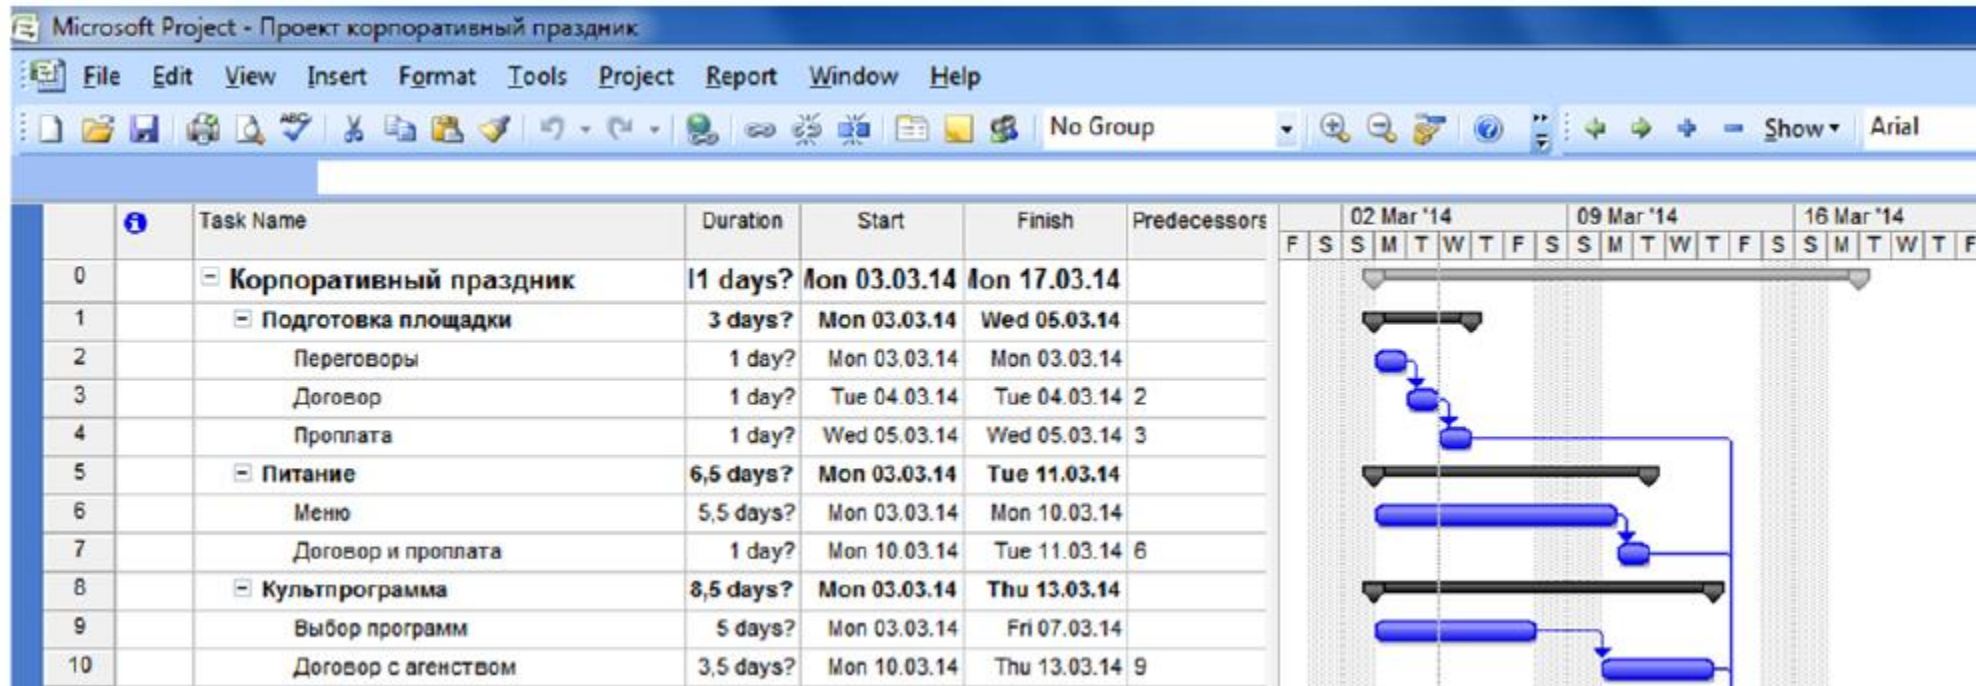 Microsoft Project - Проект корпоративный праздник
File Edit View Insert Format Tools Project Report Window Help
ABC No Group Show Arial
Task Name Duration Start Finish Predecessors 02 Mar '14 09 Mar '14 16 Mar '14
F S S M T W T F S S M T W T F S S M T W T F
0 Корпоративный праздник 11 days? Mon 03.03.14 Mon 17.03.14
1 Подготовка площадки 3 days? Mon 03.03.14 Wed 05.03.14
2 Переговоры 1 day? Mon 03.03.14 Mon 03.03.14
3 Договор 1 day? Tue 04.03.14 Tue 04.03.14 2
4 Проплата 1 day? Wed 05.03.14 Wed 05.03.14 3
5 Питание 6,5 days? Mon 03.03.14 Tue 11.03.14
6 Меню 5,5 days? Mon 03.03.14 Mon 10.03.14
7 Договор и проплата 1 day? Mon 10.03.14 Tue 11.03.14 6
8 Культпрограмма 8,5 days? Mon 03.03.14 Thu 13.03.14
9 Выбор программ 5 days? Mon 03.03.14 Fri 07.03.14
10 Договор с агенством 3,5 days? Mon 10.03.14 Thu 13.03.14 9